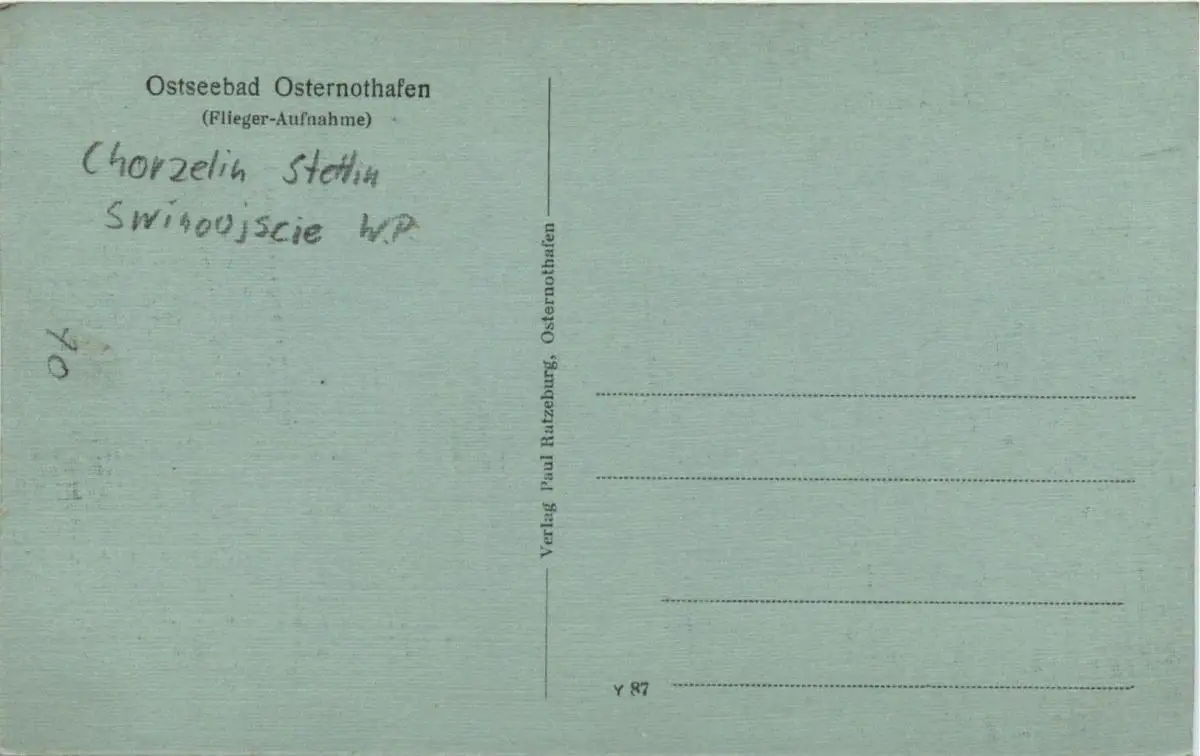 Ostseebad Osternothafen
(Flieger-Aufnahme)
Chorzelin Stettin
Swinoujscie W.P.
70
Verlag Paul Ratzeburg, Osternothafen
Y 87